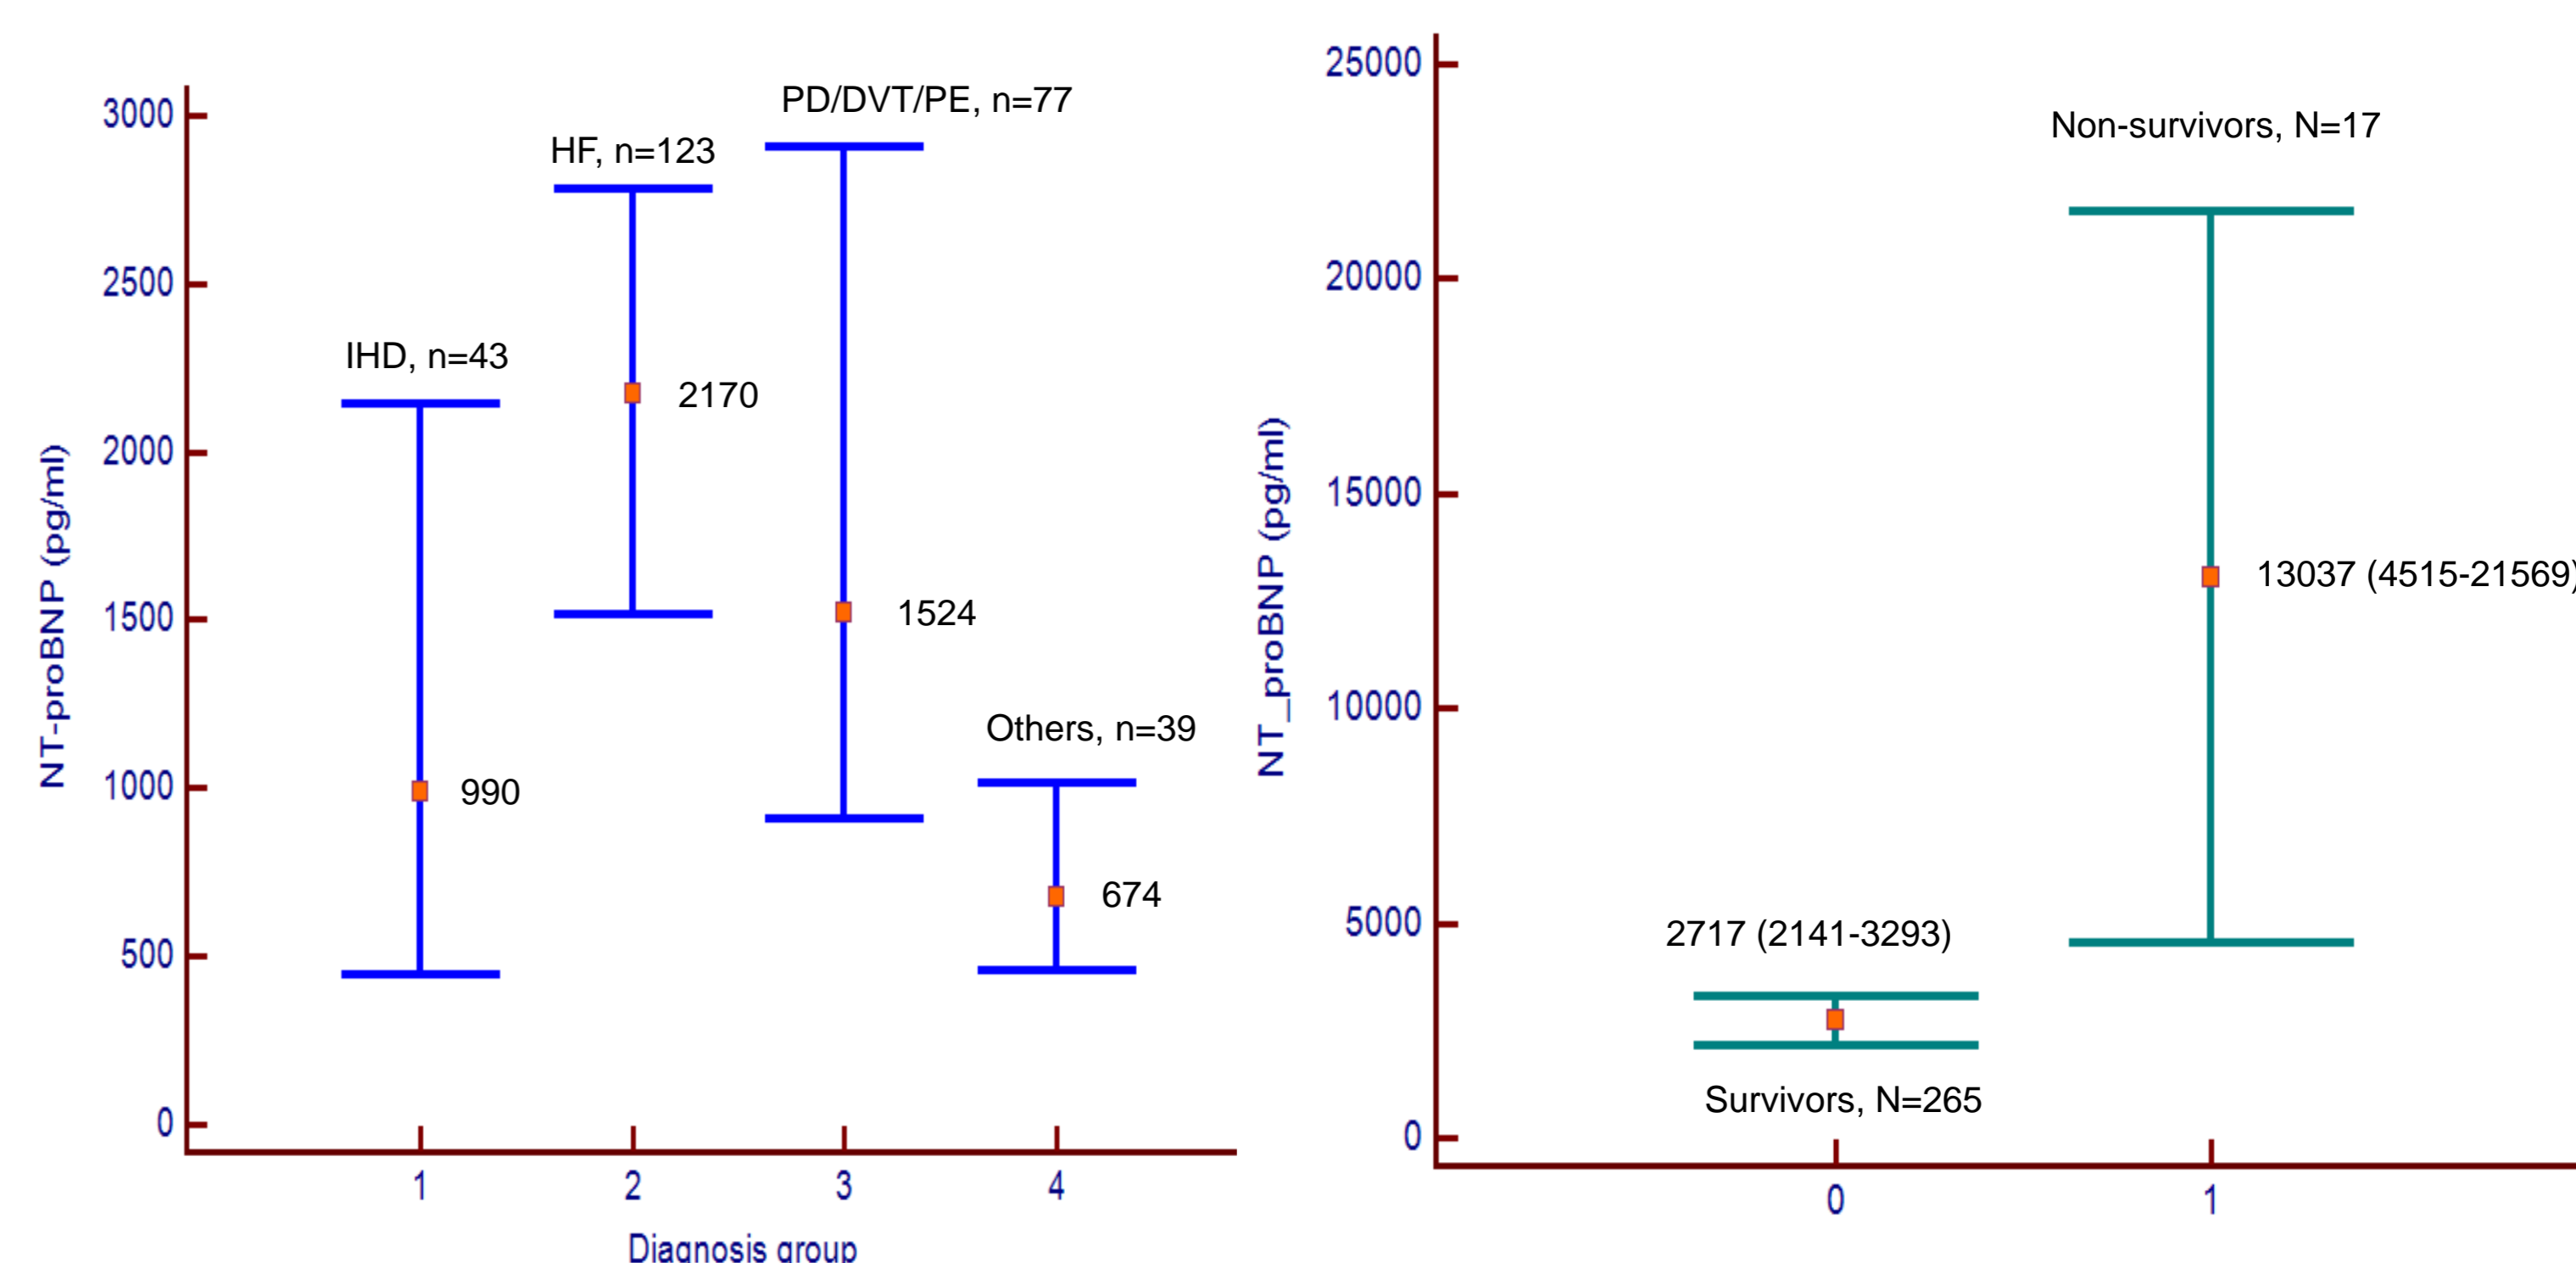 NT-proBNP (pg/ml)
3000
2500
2000
1500
1000
500
0
IHD, n=43
990
HF, n=123
2170
PD/DVT/PE, n=77
1524
Others, n=39
674
1 2 3 4
Diagnosis group
NT_proBNP (pg/ml)
25000
20000
15000
10000
5000
0
2717 (2141-3293)
Survivors, N=265
Non-survivors, N=17
13037 (4515-21569)
0 1